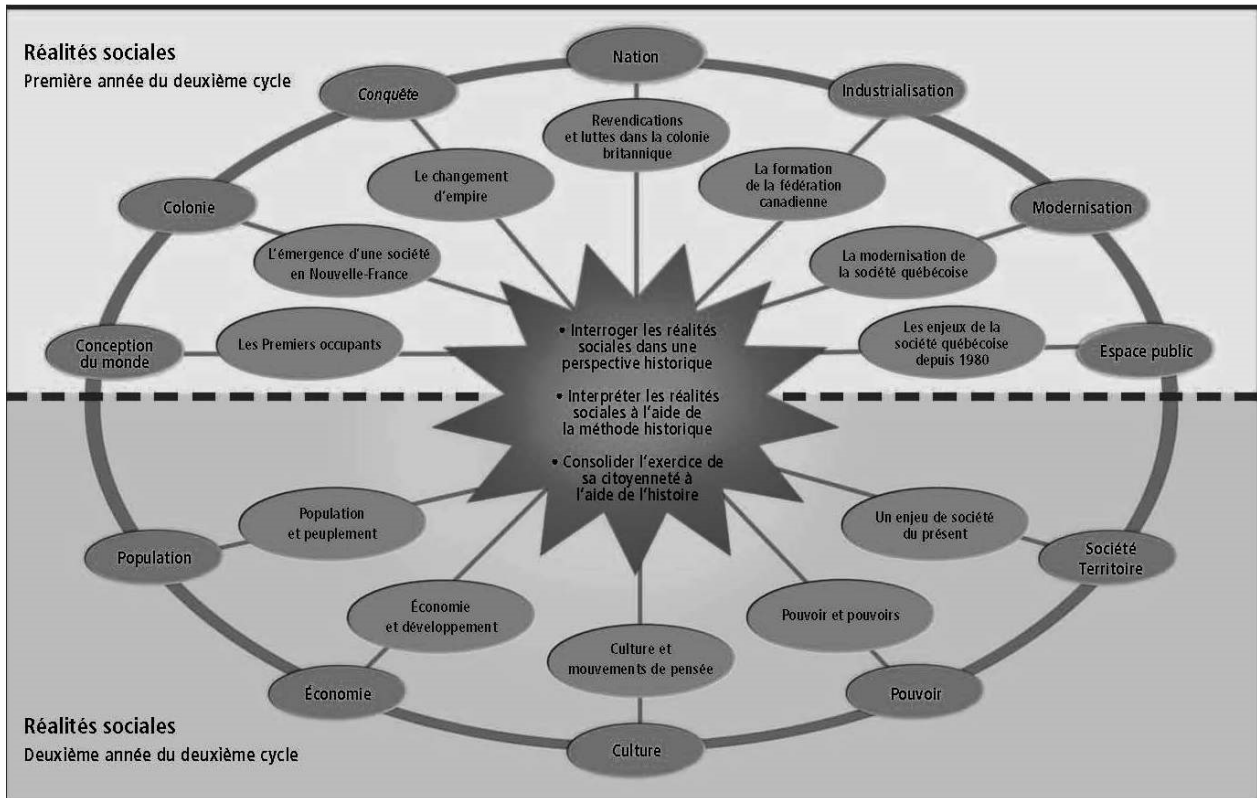 Réalités sociales
Première année du deuxième cycle
Nation
Conquête
Industrialisation
Revendications
et luttes dans la colonie
britannique
Le changement
d'empire
La formation
de la fédération
canadienne
Colonie
Modernisation
L'émergence d'une société
en Nouvelle-France
La modernisation de
la société québécoise
Conception
du monde
Les Premiers occupants
Les enjeux de la
société québécoise
depuis 1980
Espace public
• Interroger les réalités
sociales dans une
perspective historique
• Interpréter les réalités
sociales à l'aide de
la méthode historique
• Consolider l'exercice de
sa citoyenneté à
l'aide de l'histoire
Population
et peuplement
Un enjeu de société
du présent
Population
Société
Territoire
Économie
et développement
Pouvoir et pouvoirs
Culture et
mouvements de pensée
Économie
Pouvoir
Culture
Réalités sociales
Deuxième année du deuxième cycle